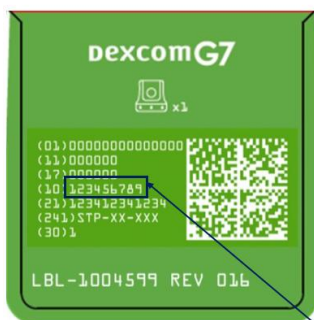 Dexcom G7
x1
(01)00000000000000
(11)000000
(17)000000
(10)123456789
(21)123412341234
(241)STP-XX-XXX
(30)1
LBL-1004599 REV 016